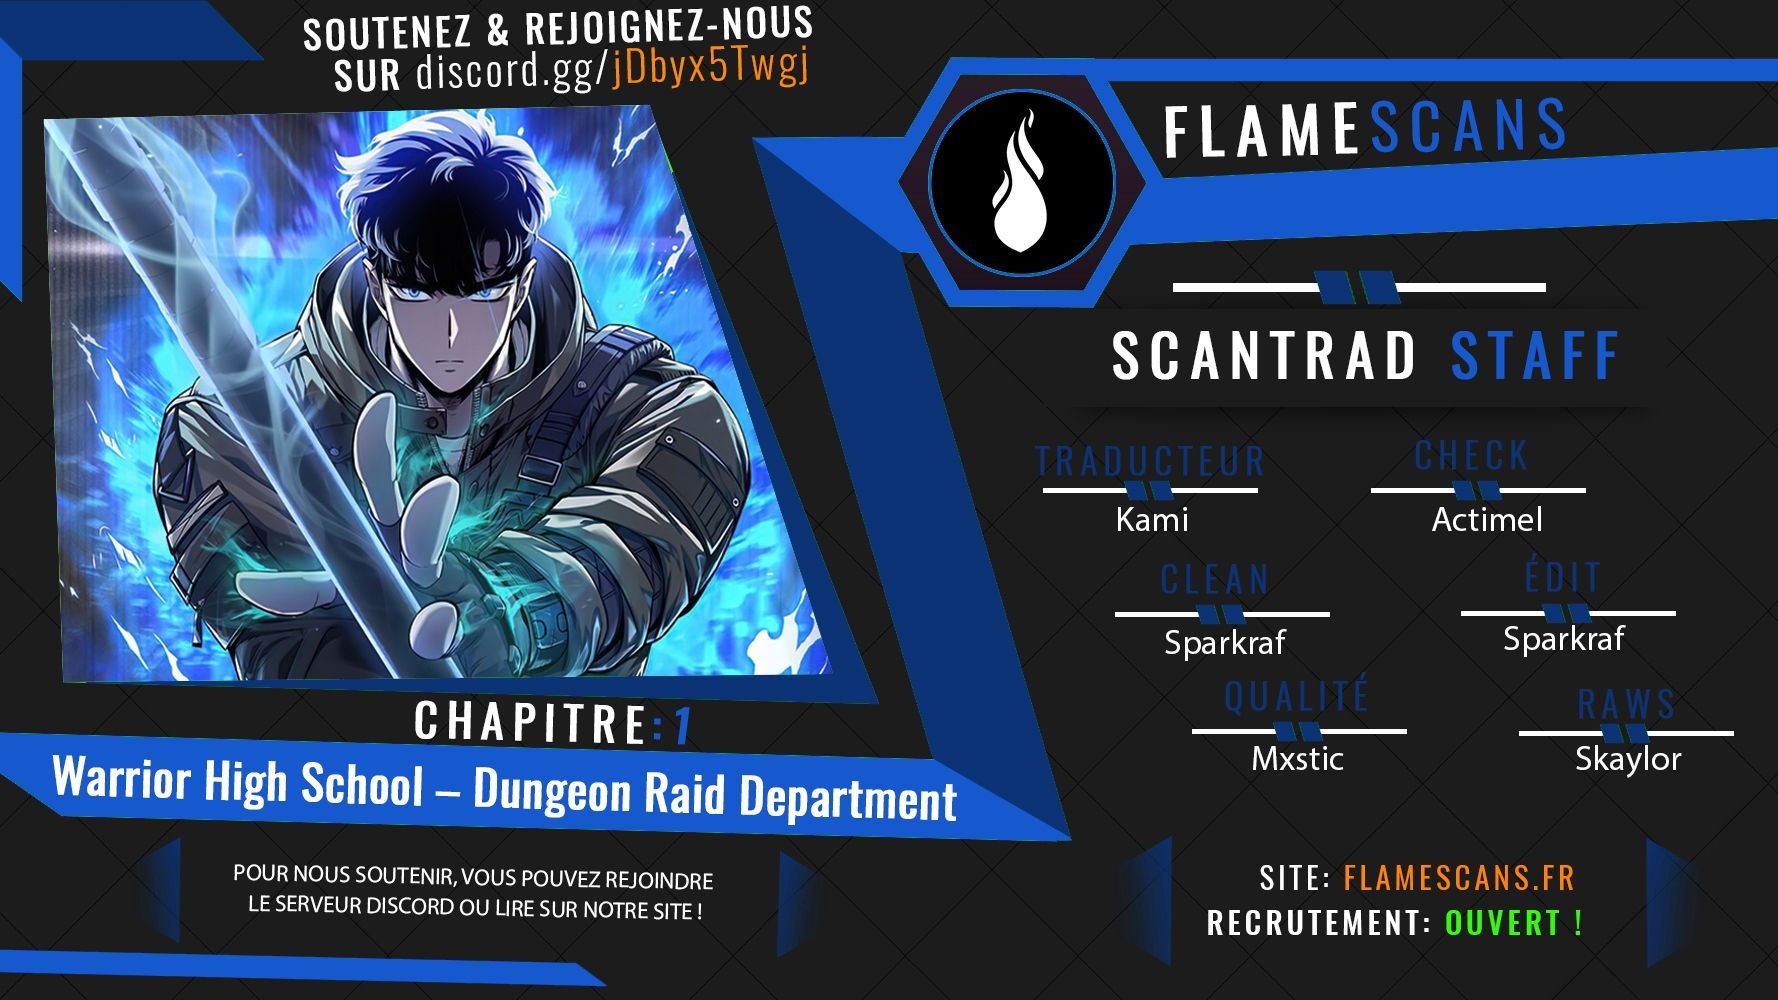 SOUTENEZ & REJOIGNEZ-NOUS
SUR discord.gg/jDbyx5Twgj
FLAMESCANS
SCANTRAD STAFF
TRADUCTEUR
Kami
CHECK
Actimel
CLEAN
Sparkraf
ÉDIT
Sparkraf
QUALITÉ
Mxstic
RAWS
Skaylor
CHAPITRE: 1
Warrior High School – Dungeon Raid Department
POUR NOUS SOUTENIR, VOUS POUVEZ REJOINDRE
LE SERVEUR DISCORD OU LIRE SUR NOTRE SITE !
SITE: FLAMESCANS.FR
RECRUTEMENT: OUVERT !